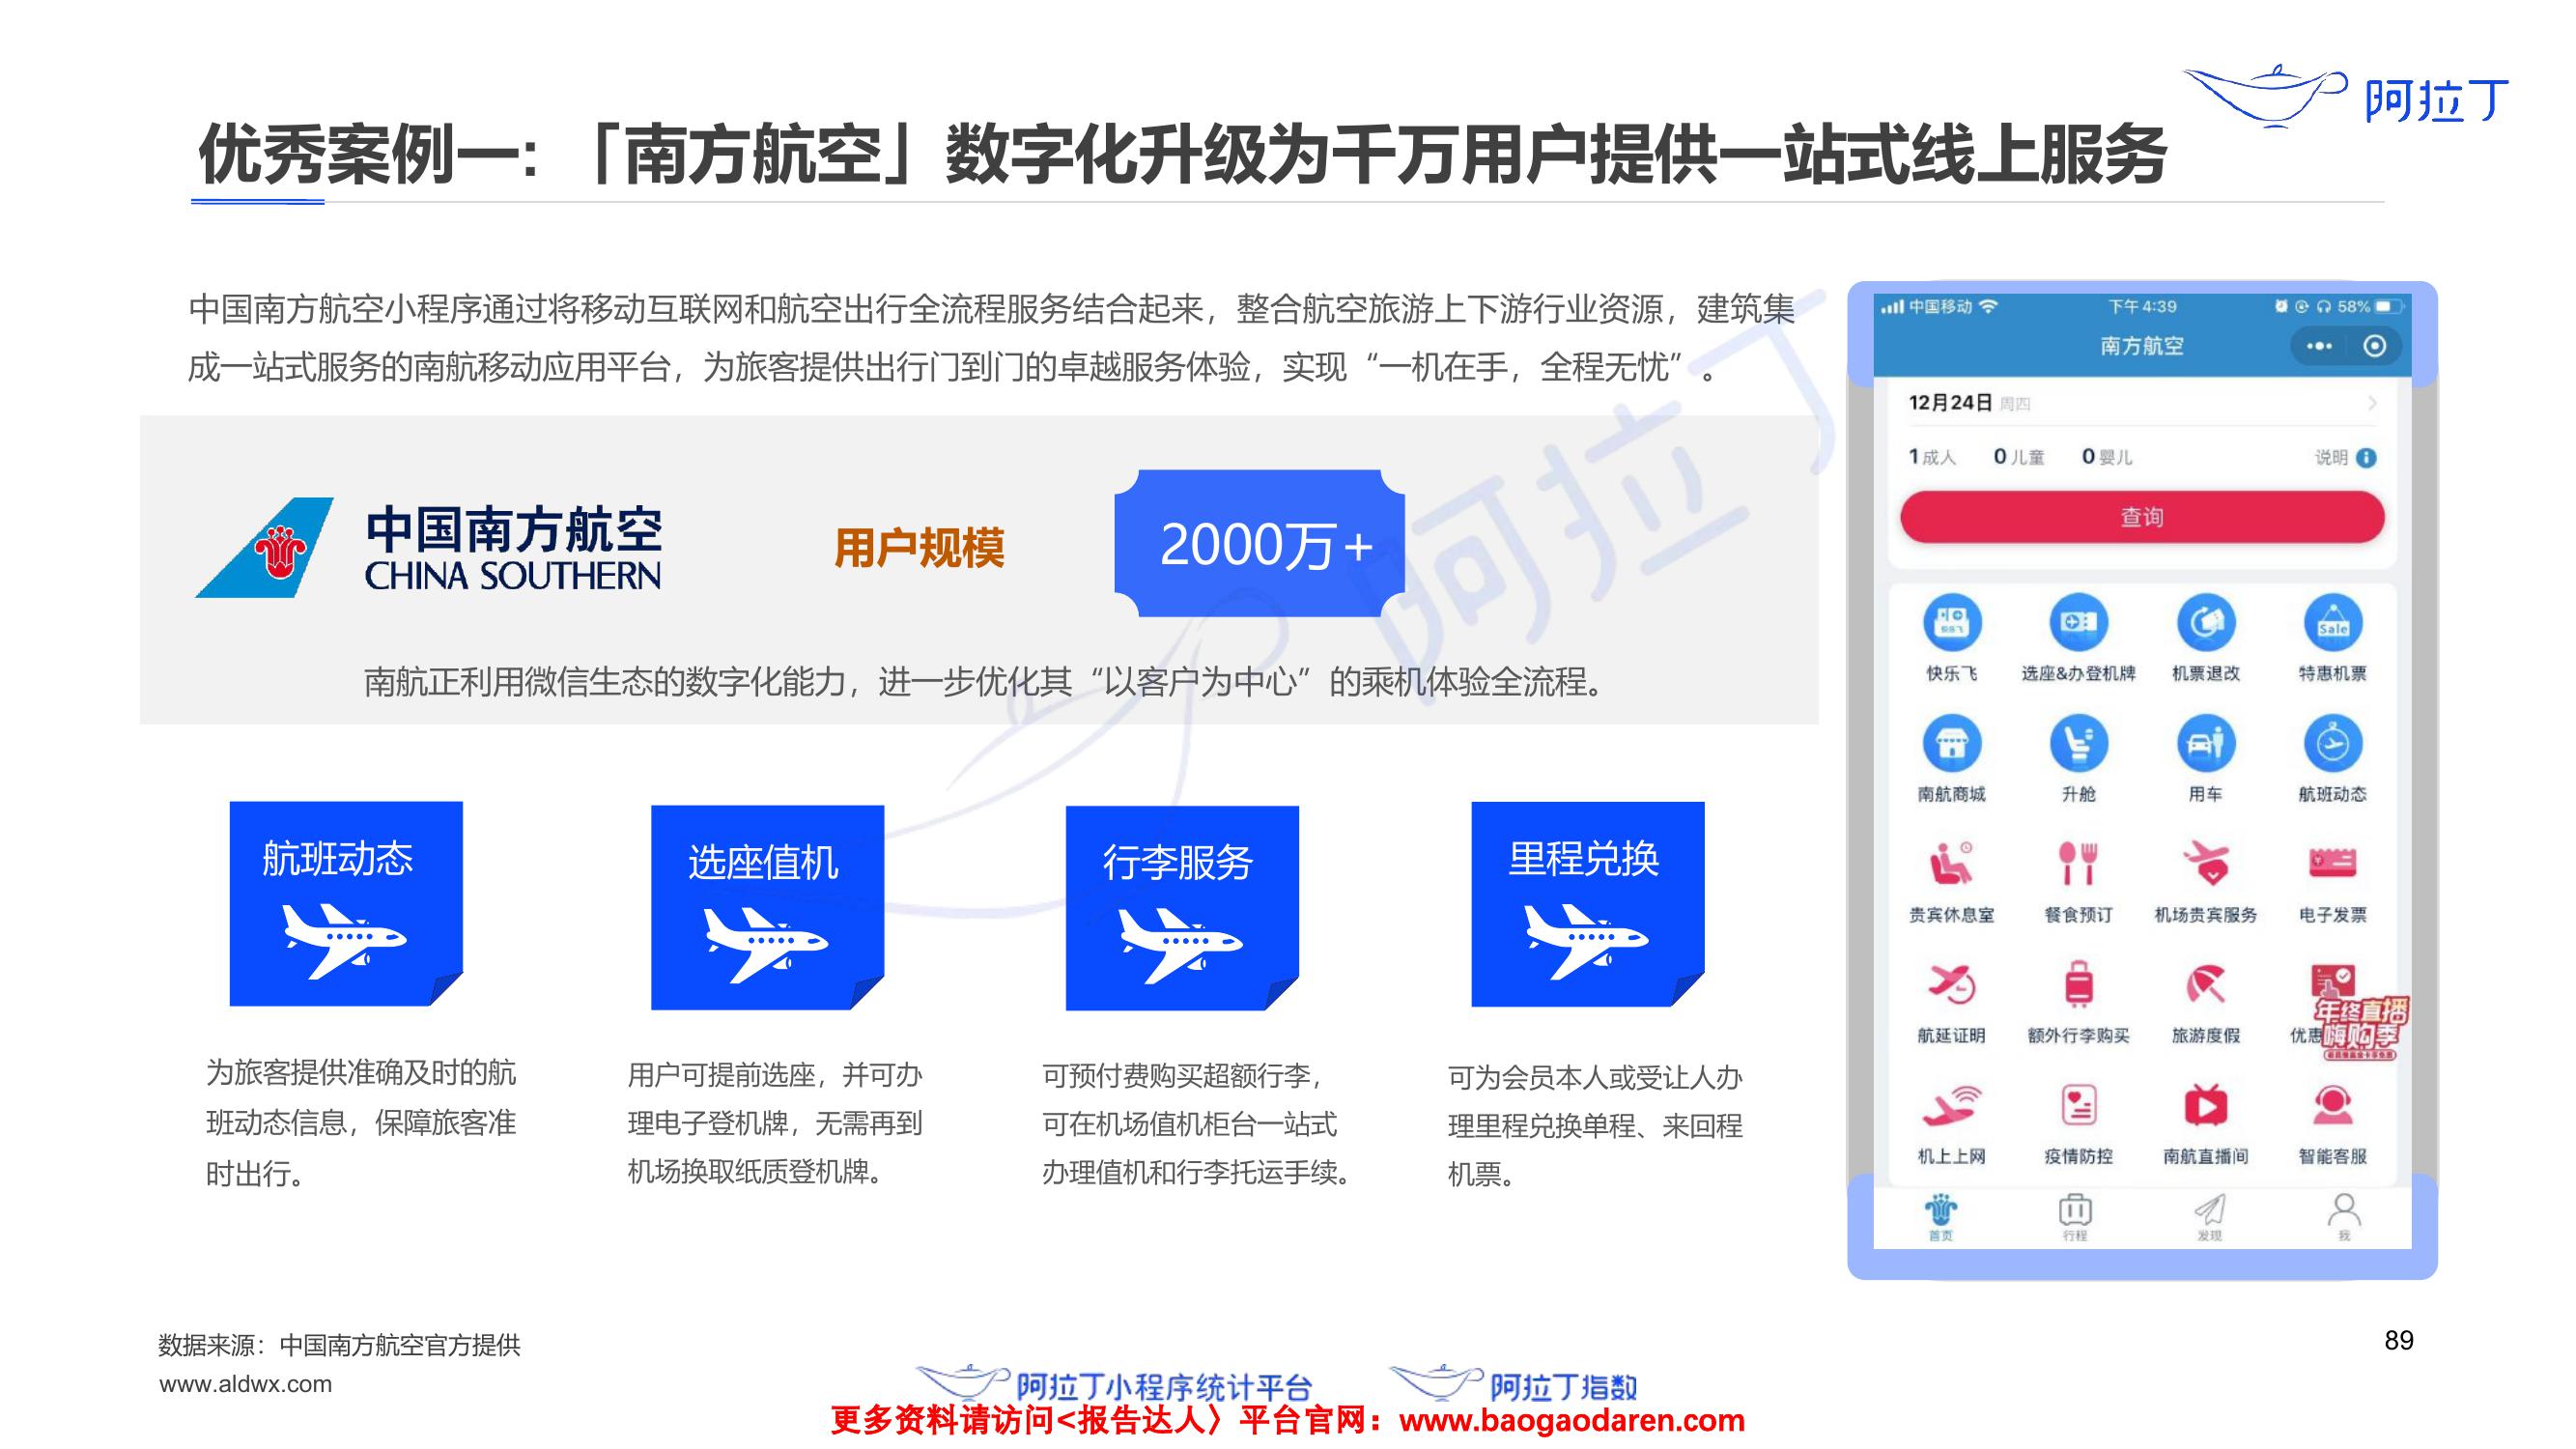 阿拉丁
优秀案例一：「南方航空」数字化升级为千万用户提供一站式线上服务
中国南方航空小程序通过将移动互联网和航空出行全流程服务结合起来，整合航空旅游上下游行业资源，建筑集
成一站式服务的南航移动应用平台，为旅客提供出行门到门的卓越服务体验，实现“一机在手，全程无忧”。
中国南方航空
CHINA SOUTHERN
用户规模
2000万+
南航正利用微信生态的数字化能力，进一步优化其“以客户为中心”的乘机体验全流程。
阿拉丁
航班动态
为旅客提供准确及时的航
班动态信息，保障旅客准
时出行。
选座值机
用户可提前选座，并可办
理电子登机牌，无需再到
机场换取纸质登机牌。
行李服务
可预付费购买超额行李，
可在机场值机柜台一站式
办理值机和行李托运手续。
里程兑换
可为会员本人或受让人办
理里程兑换单程、来回程
机票。
中国移动 下午4:39 58%
南方航空
12月24日 周四
1成人 0儿童 0婴儿 说明
查询
Sale
快乐飞 选座&办登机牌 机票退改 特惠机票
南航商城 升舱 用车 航班动态
贵宾休息室 餐食预订 机场贵宾服务 电子发票
年终直播
嗨购季
航延证明 额外行李购买 旅游度假 优惠
机上上网 疫情防控 南航直播间 智能客服
首页 行程 发现 我
数据来源：中国南方航空官方提供
www.aldwx.com
89
阿拉丁小程序统计平台 阿拉丁指数
更多资料请访问<报告达人〉平台官网：www.baogaodaren.com